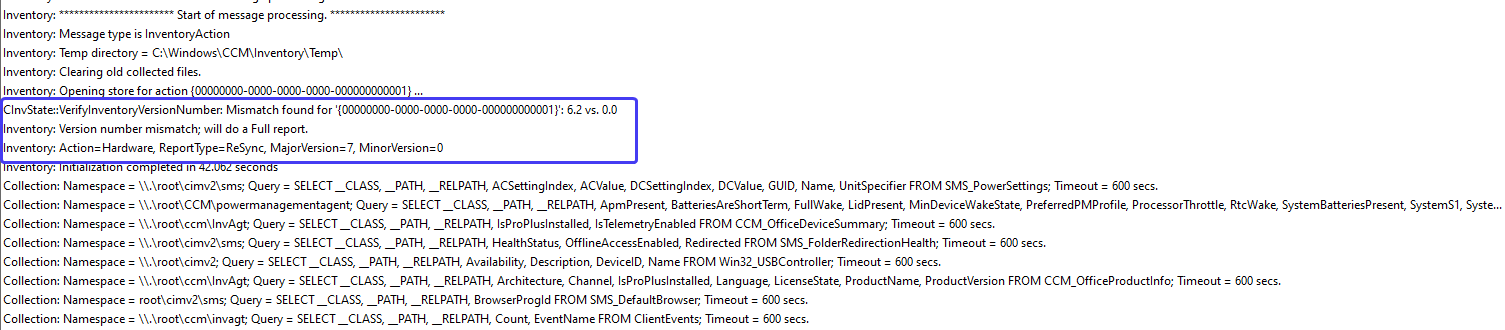 Inventory: *********************** Start of message processing. ***********************
Inventory: Message type is InventoryAction
Inventory: Temp directory = C:\Windows\CCM\Inventory\Temp\
Inventory: Clearing old collected files.
Inventory: Opening store for action {00000000-0000-0000-0000-000000000001} ...
CInvState::VerifyInventoryVersionNumber: Mismatch found for '{00000000-0000-0000-0000-000000000001}': 6.2 vs. 0.0
Inventory: Version number mismatch; will do a Full report.
Inventory: Action=Hardware, ReportType=ReSync, MajorVersion=7, MinorVersion=0
Inventory: Initialization completed in 42.062 seconds
Collection: Namespace = \\.\root\cimv2\sms; Query = SELECT __CLASS, __PATH, __RELPATH, ACSettingIndex, ACValue, DCSettingIndex, DCValue, GUID, Name, UnitSpecifier FROM SMS_PowerSettings; Timeout = 600 secs.
Collection: Namespace = \\.\root\CCM\powermanagementagent; Query = SELECT __CLASS, __PATH, __RELPATH, ApmPresent, BatteriesAreShortTerm, FullWake, LidPresent, MinDeviceWakeState, PreferredPMProfile, ProcessorThrottle, RtcWake, SystemBatteriesPresent, SystemS1, Syste...
Collection: Namespace = \\.\root\ccm\InvAgt; Query = SELECT __CLASS, __PATH, __RELPATH, IsProPlusInstalled, IsTelemetryEnabled FROM CCM_OfficeDeviceSummary; Timeout = 600 secs.
Collection: Namespace = \\.\root\cimv2\sms; Query = SELECT __CLASS, __PATH, __RELPATH, HealthStatus, OfflineAccessEnabled, Redirected FROM SMS_FolderRedirectionHealth; Timeout = 600 secs.
Collection: Namespace = \\.\root\cimv2; Query = SELECT __CLASS, __PATH, __RELPATH, Availability, Description, DeviceID, Name FROM Win32_USBController; Timeout = 600 secs.
Collection: Namespace = \\.\root\ccm\InvAgt; Query = SELECT __CLASS, __PATH, __RELPATH, Architecture, Channel, IsProPlusInstalled, Language, LicenseState, ProductName, ProductVersion FROM CCM_OfficeProductInfo; Timeout = 600 secs.
Collection: Namespace = root\cimv2\sms; Query = SELECT __CLASS, __PATH, __RELPATH, BrowserProgId FROM SMS_DefaultBrowser; Timeout = 600 secs.
Collection: Namespace = \\.\root\ccm\invagt; Query = SELECT __CLASS, __PATH, __RELPATH, Count, EventName FROM ClientEvents; Timeout = 600 secs.